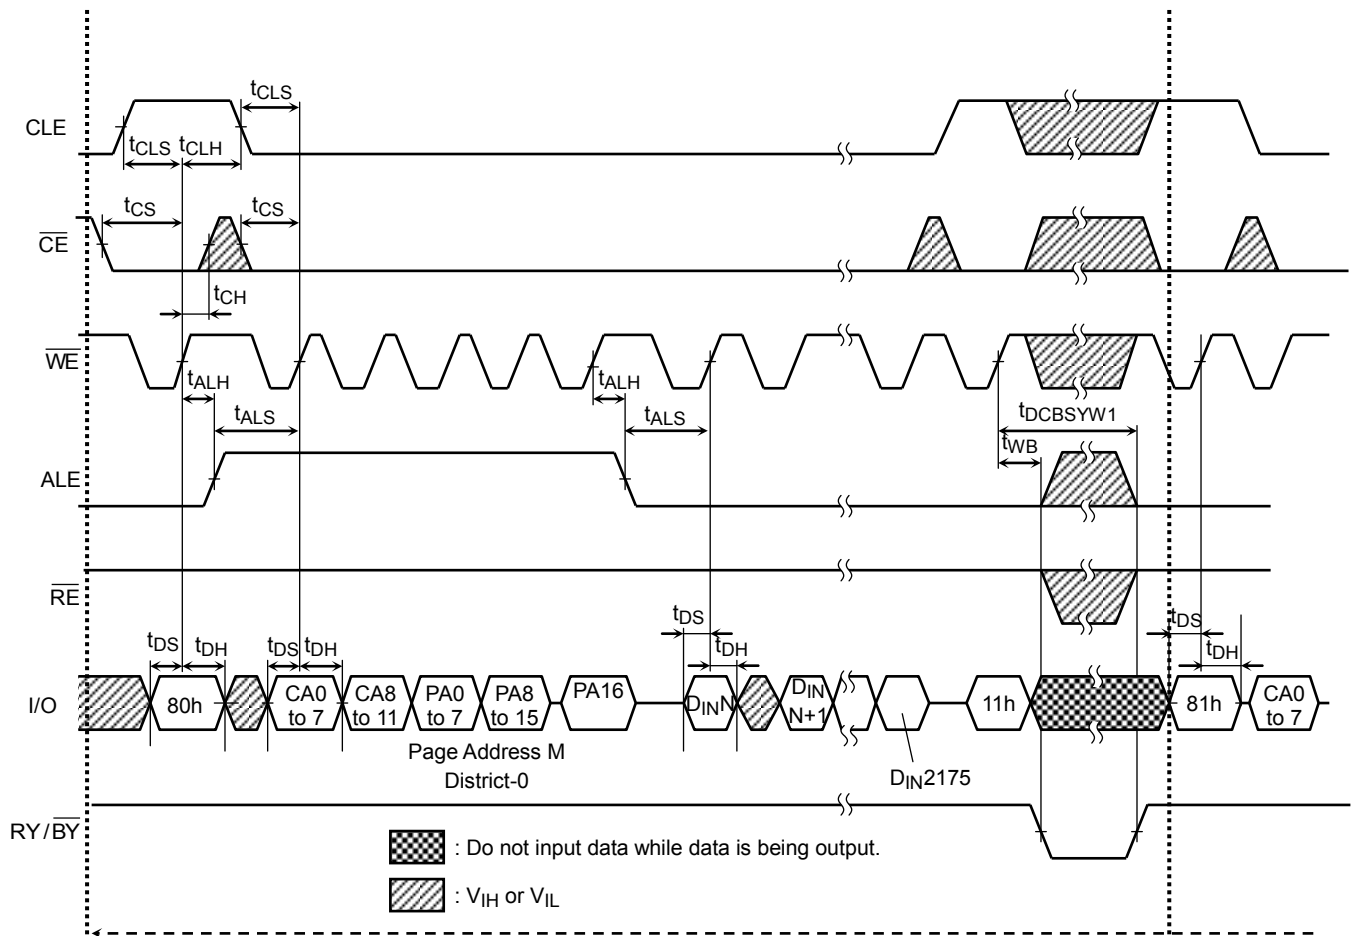 tCLS
CLE
tCLS tCLH
tCS tCS
CE
tCH
WE
tALH tALH
tALS tALS tDCBSYW1
tWB
ALE
RE
tDS tDS
tDS tDH tDS tDH tDH tDH
I/O
80h
CA0 to 7
CA8 to 11
PA0 to 7
PA8 to 15
PA16
DINN
DIN N+1
11h
81h
CA0 to 7
Page Address M
District-0
DIN2175
RY/BY
: Do not input data while data is being output.
: VIH or VIL